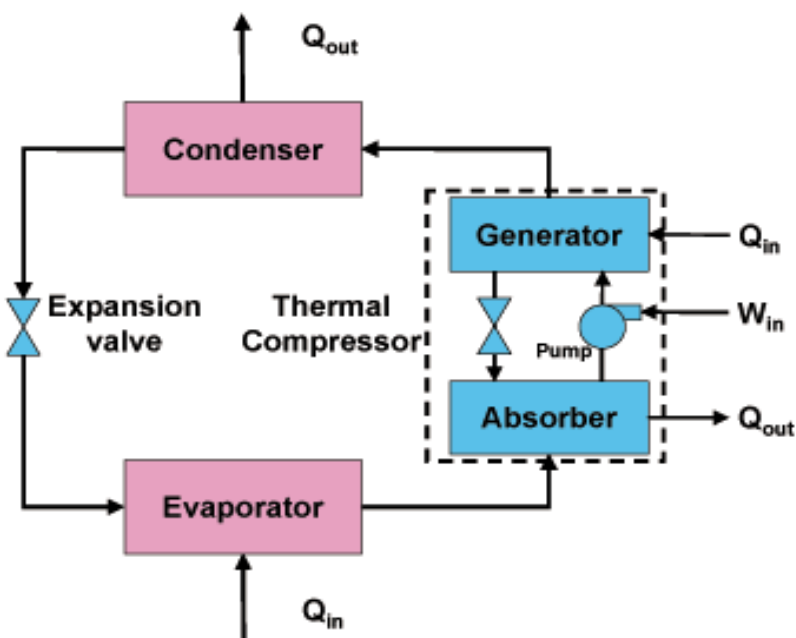 Qout
Condenser
Generator
Qin
Expansion
valve
Thermal
Compressor
Win
Pump
Absorber
Qout
Evaporator
Qin